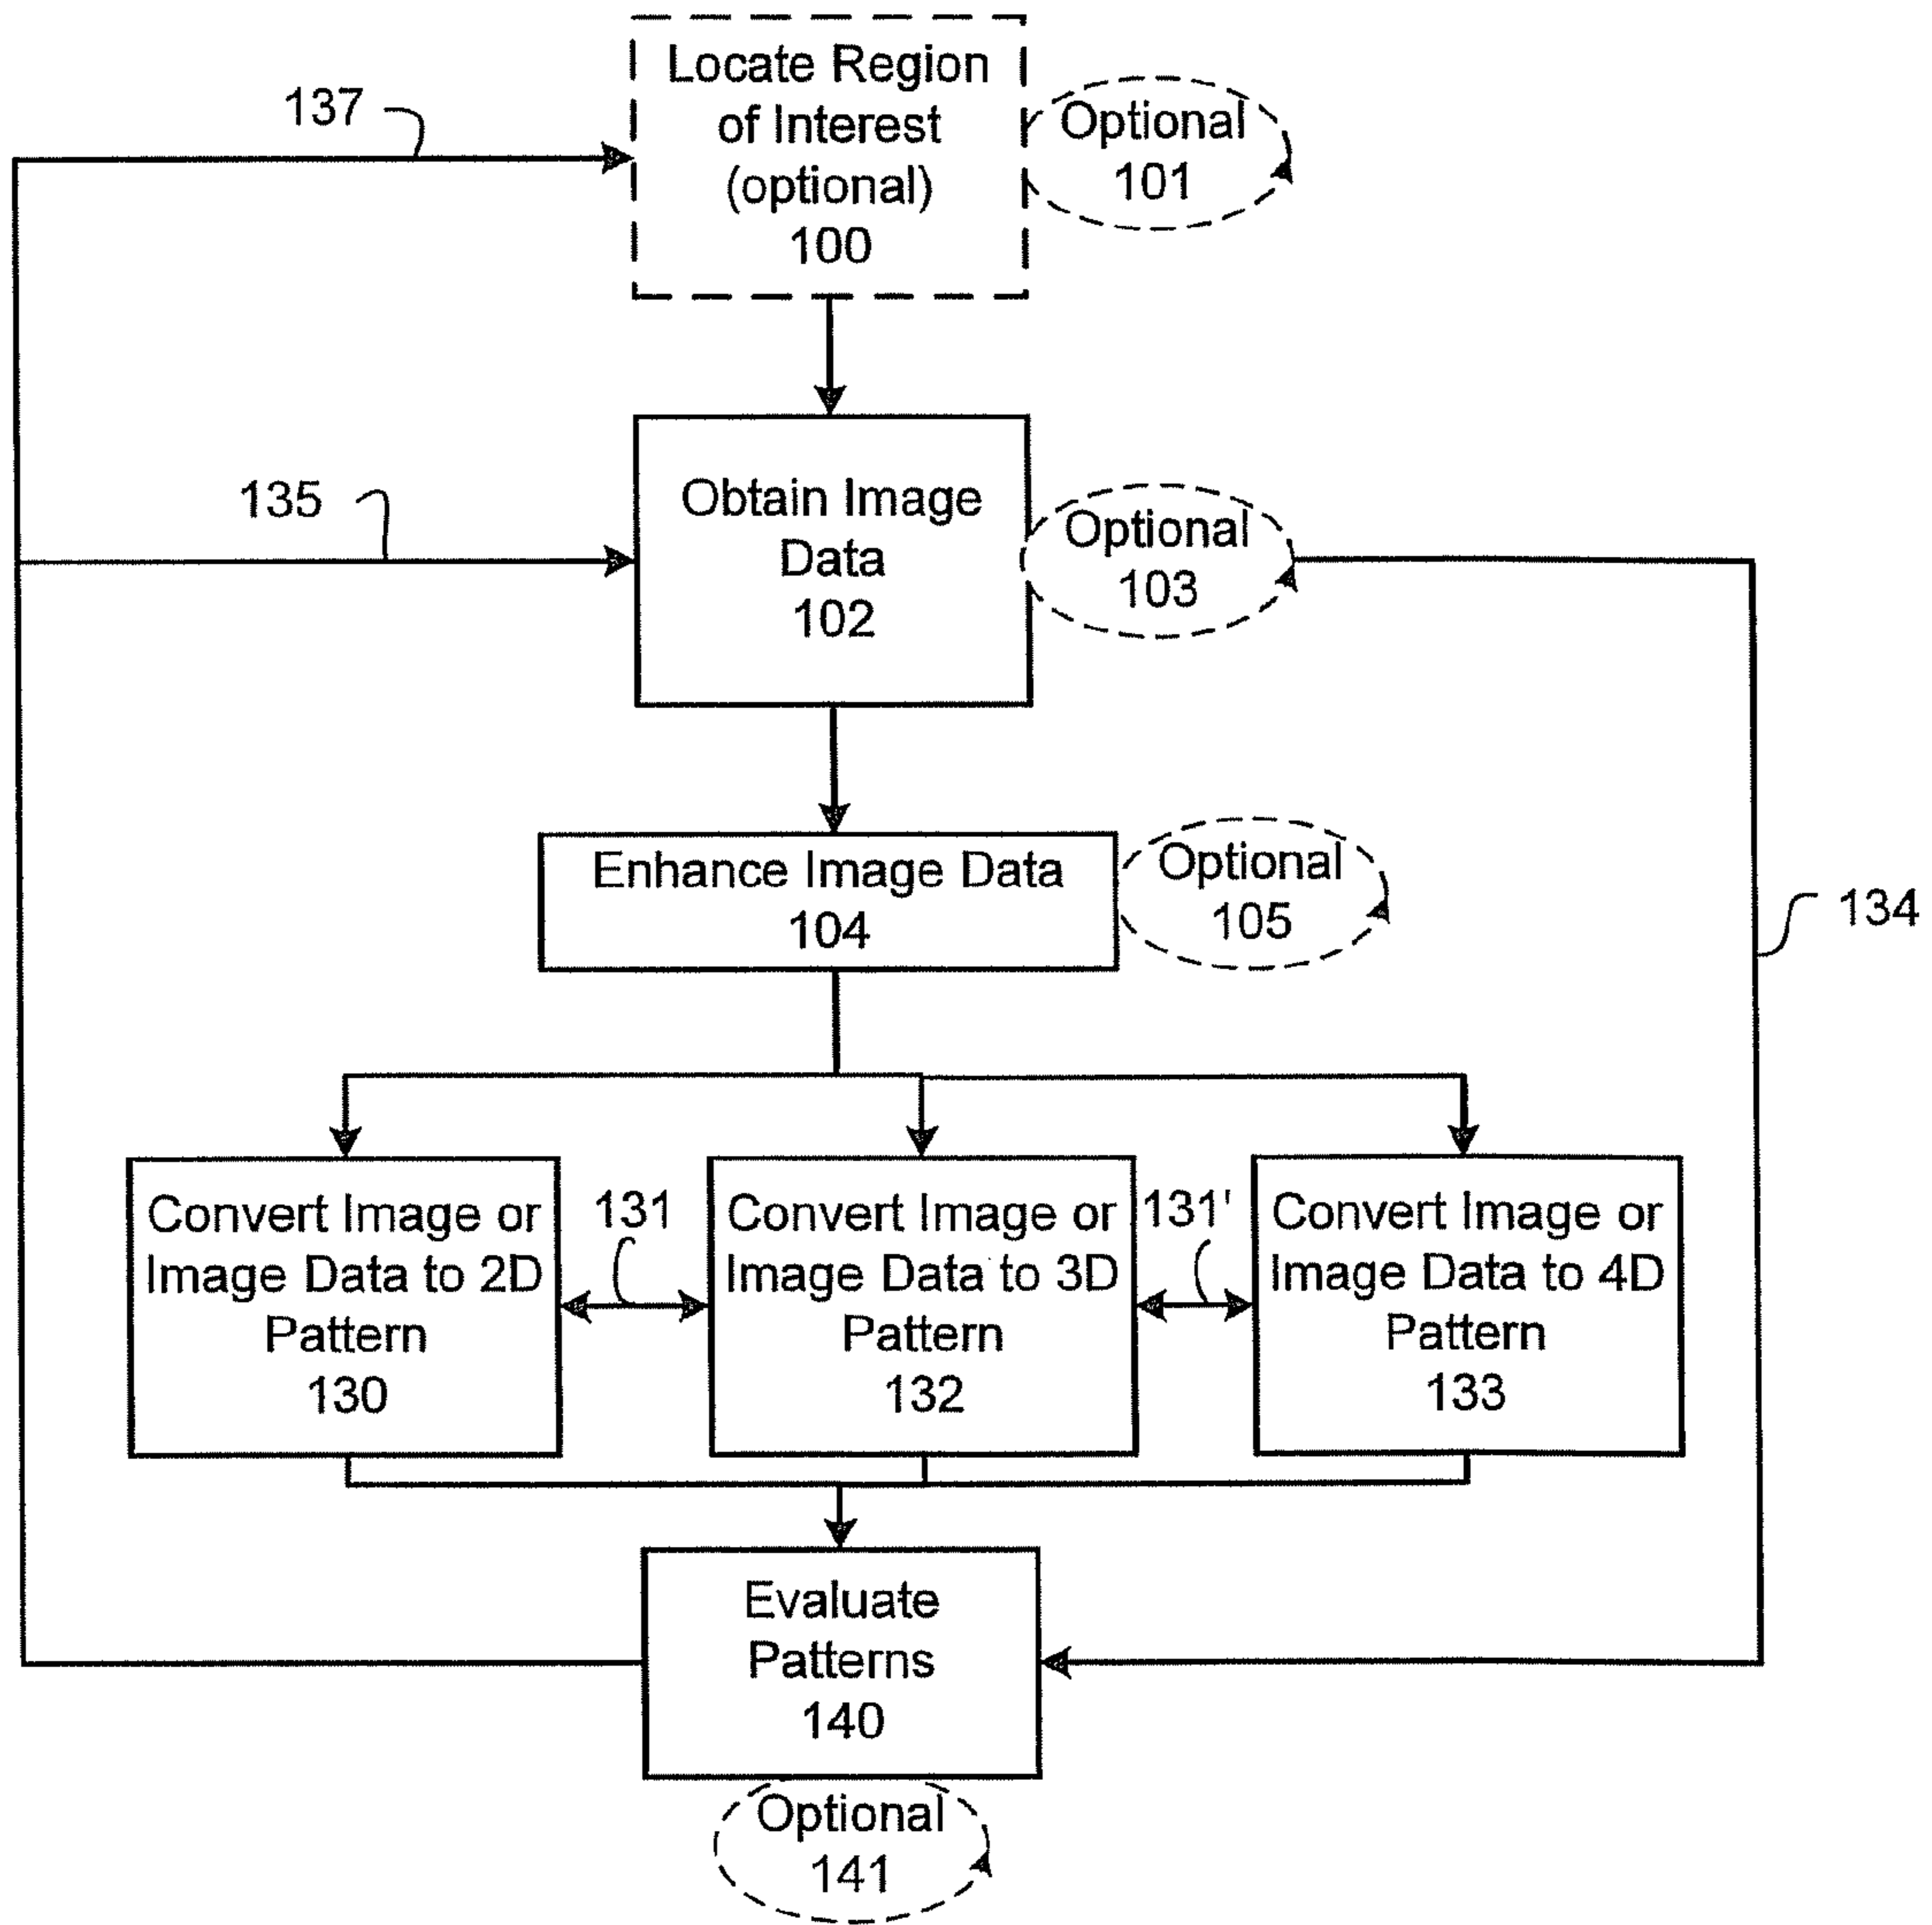 Locate Region
of Interest
(optional)
100
Optional
101
137
Obtain Image
Data
102
Optional
103
135
Enhance Image Data
104
Optional
105
134
Convert Image or
Image Data to 2D
Pattern
130
131
Convert Image or
Image Data to 3D
Pattern
132
131'
Convert Image or
Image Data to 4D
Pattern
133
Evaluate
Patterns
140
Optional
141